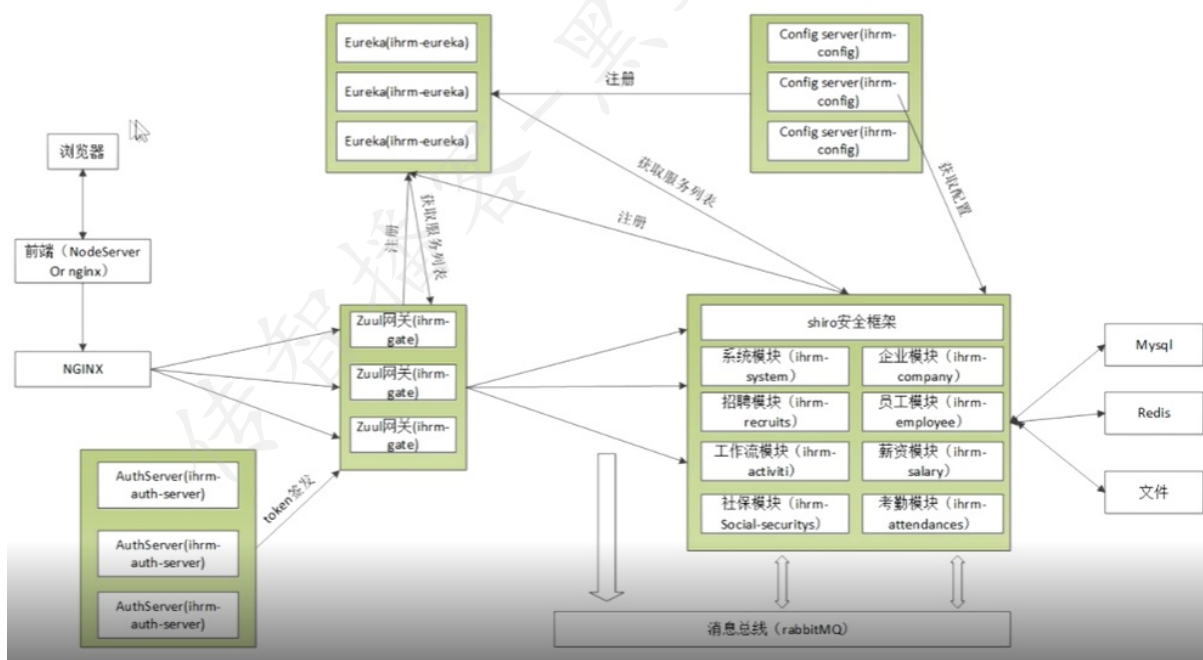 Eureka(ihrm-eureka)
Eureka(ihrm-eureka)
Eureka(ihrm-eureka)
Config server(ihrm-
config)
Config server(ihrm-
config)
Config server(ihrm-
config)
注册
浏览器
前端（NodeServer
Or nginx）
NGINX
注册
获取服务列表
获取服务列表
注册
获取配置
Zuul网关(ihrm-
gate)
Zuul网关(ihrm-
gate)
Zuul网关(ihrm-
gate)
shiro安全框架
系统模块（ihrm-
system）
企业模块（ihrm-
company）
招聘模块（ihrm-
recruits）
员工模块（ihrm-
employee）
工作流模块（ihrm-
activiti）
薪资模块（ihrm-
salary）
社保模块（ihrm-
Social-securitys）
考勤模块（ihrm-
attendances）
Mysql
Redis
文件
AuthServer(ihrm-
auth-server)
AuthServer(ihrm-
auth-server)
AuthServer(ihrm-
auth-server)
token签发
消息总线（rabbitMQ）
传智播客-黑